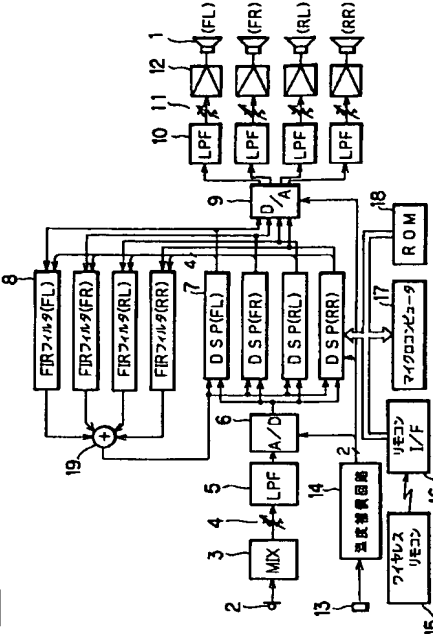 1
(FL)
(FR)
(RL)
(RR)
12
11
10
LPF
LPF
LPF
LPF
9
D/A
8
FIRフィルタ(FL)
FIRフィルタ(FR)
FIRフィルタ(RL)
FIRフィルタ(RR)
4
7
DSP(FL)
DSP(FR)
DSP(RL)
DSP(RR)
19
6
A/D
5
LPF
4
3
MIX
2
2
14
温度補償回路
13
18
ROM
17
マイクロコンピュータ
リモコン
I/F
16
ワイヤレス
リモコン
15